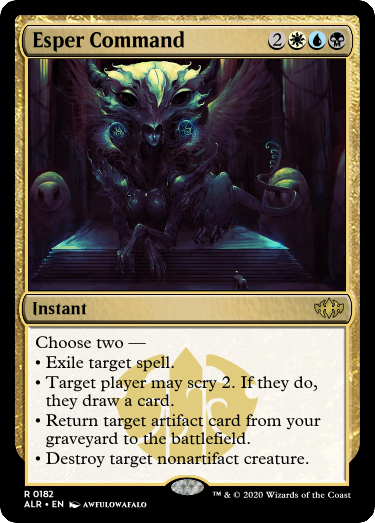 Esper Command 2
Instant
Choose two —
• Exile target spell.
• Target player may scry 2. If they do,
they draw a card.
• Return target artifact card from your
graveyard to the battlefield.
• Destroy target nonartifact creature.
R 0182
ALR • EN AWFULOWAFALO
™ & © 2020 Wizards of the Coast